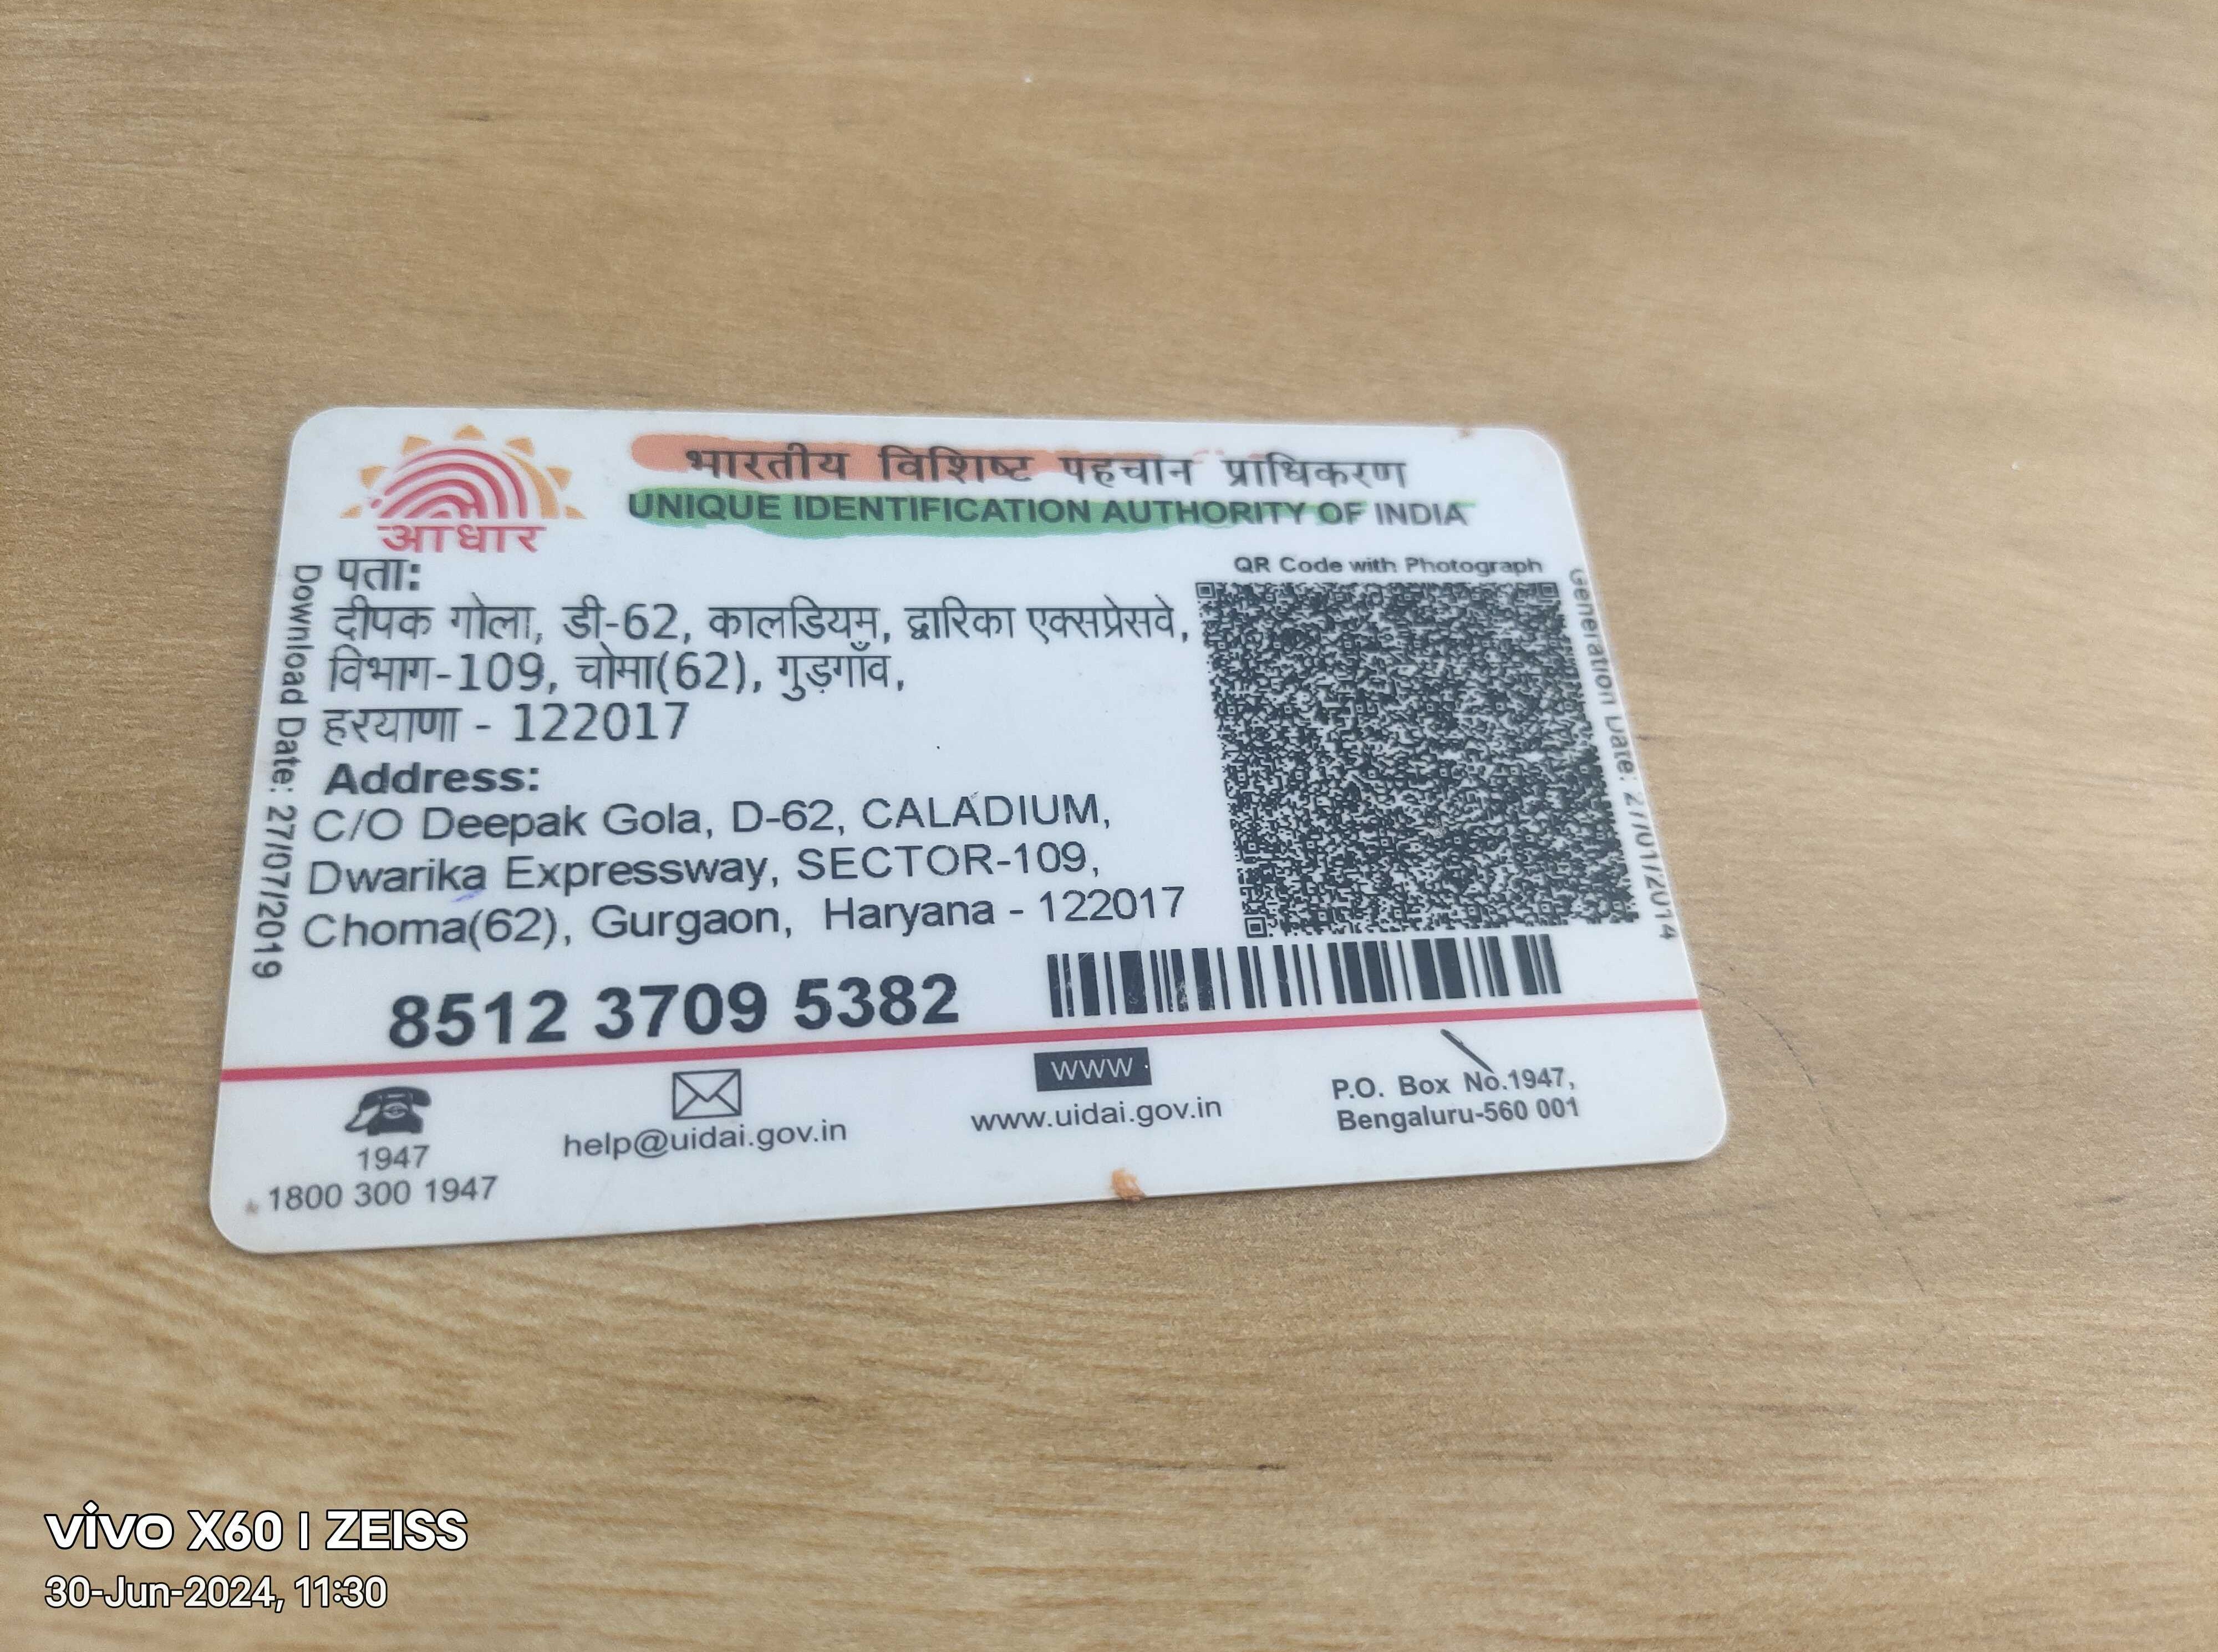 आधार
भारतीय विशिष्ट पहचान प्राधिकरण
UNIQUE IDENTIFICATION AUTHORITY OF INDIA
QR Code with Photograph
Download Date: 27/07/2019
Generation Date: 27/01/2014
पता:
दीपक गोला, डी-62, कालडियम, द्वारिका एक्सप्रेसवे,
विभाग-109, चोमा(62), गुड़गाँव,
हरयाणा - 122017
Address:
C/O Deepak Gola, D-62, CALADIUM,
Dwarika Expressway, SECTOR-109,
Choma(62), Gurgaon, Haryana - 122017
8512 3709 5382
1947
1800 300 1947
help@uidai.gov.in
www
www.uidai.gov.in
P.O. Box No.1947,
Bengaluru-560 001
vivo X60 | ZEISS
30-Jun-2024, 11:30